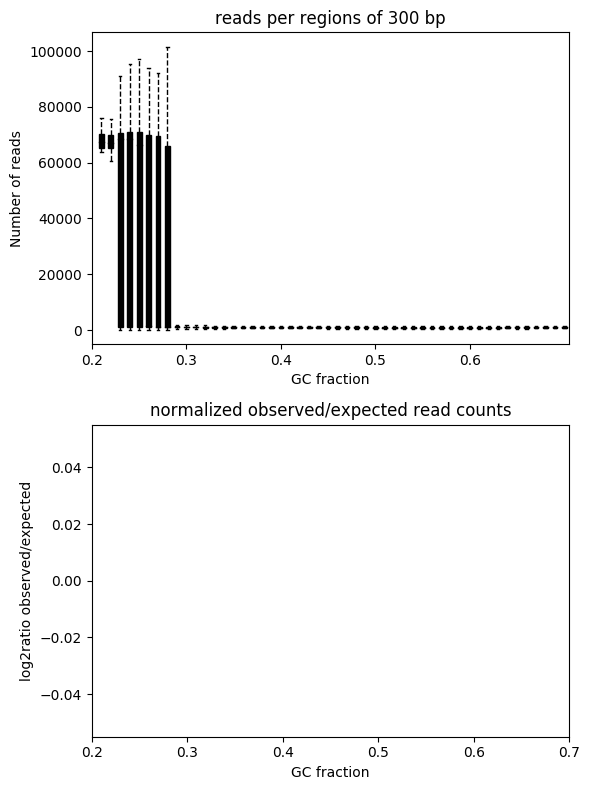 reads per regions of 300 bp
100000
80000
60000
40000
20000
0
Number of reads
0.2 0.3 0.4 0.5 0.6
GC fraction
normalized observed/expected read counts
0.04
0.02
0.00
−0.02
−0.04
log2ratio observed/expected
0.2 0.3 0.4 0.5 0.6 0.7
GC fraction